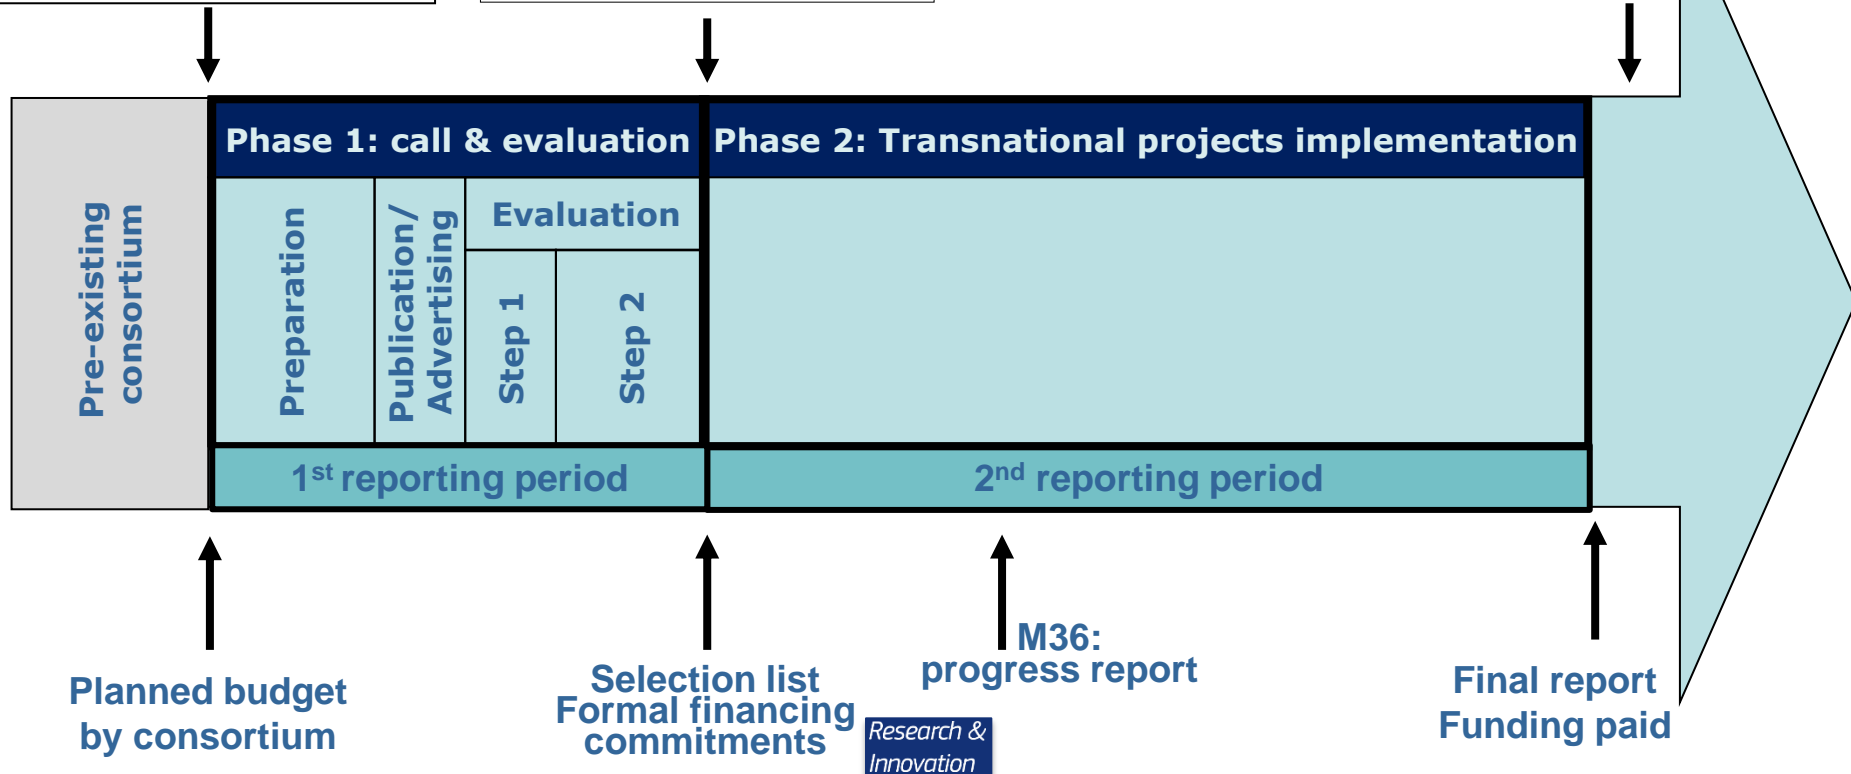 Phase 1: call & evaluation
Phase 2: Transnational projects implementation
Pre-existing
consortium
Preparation
Publication/
Advertising
Evaluation
Step 1
Step 2
1st reporting period
2nd reporting period
Planned budget
by consortium
Selection list
Formal financing
commitments
M36:
progress report
Final report
Funding paid
Research &
Innovation